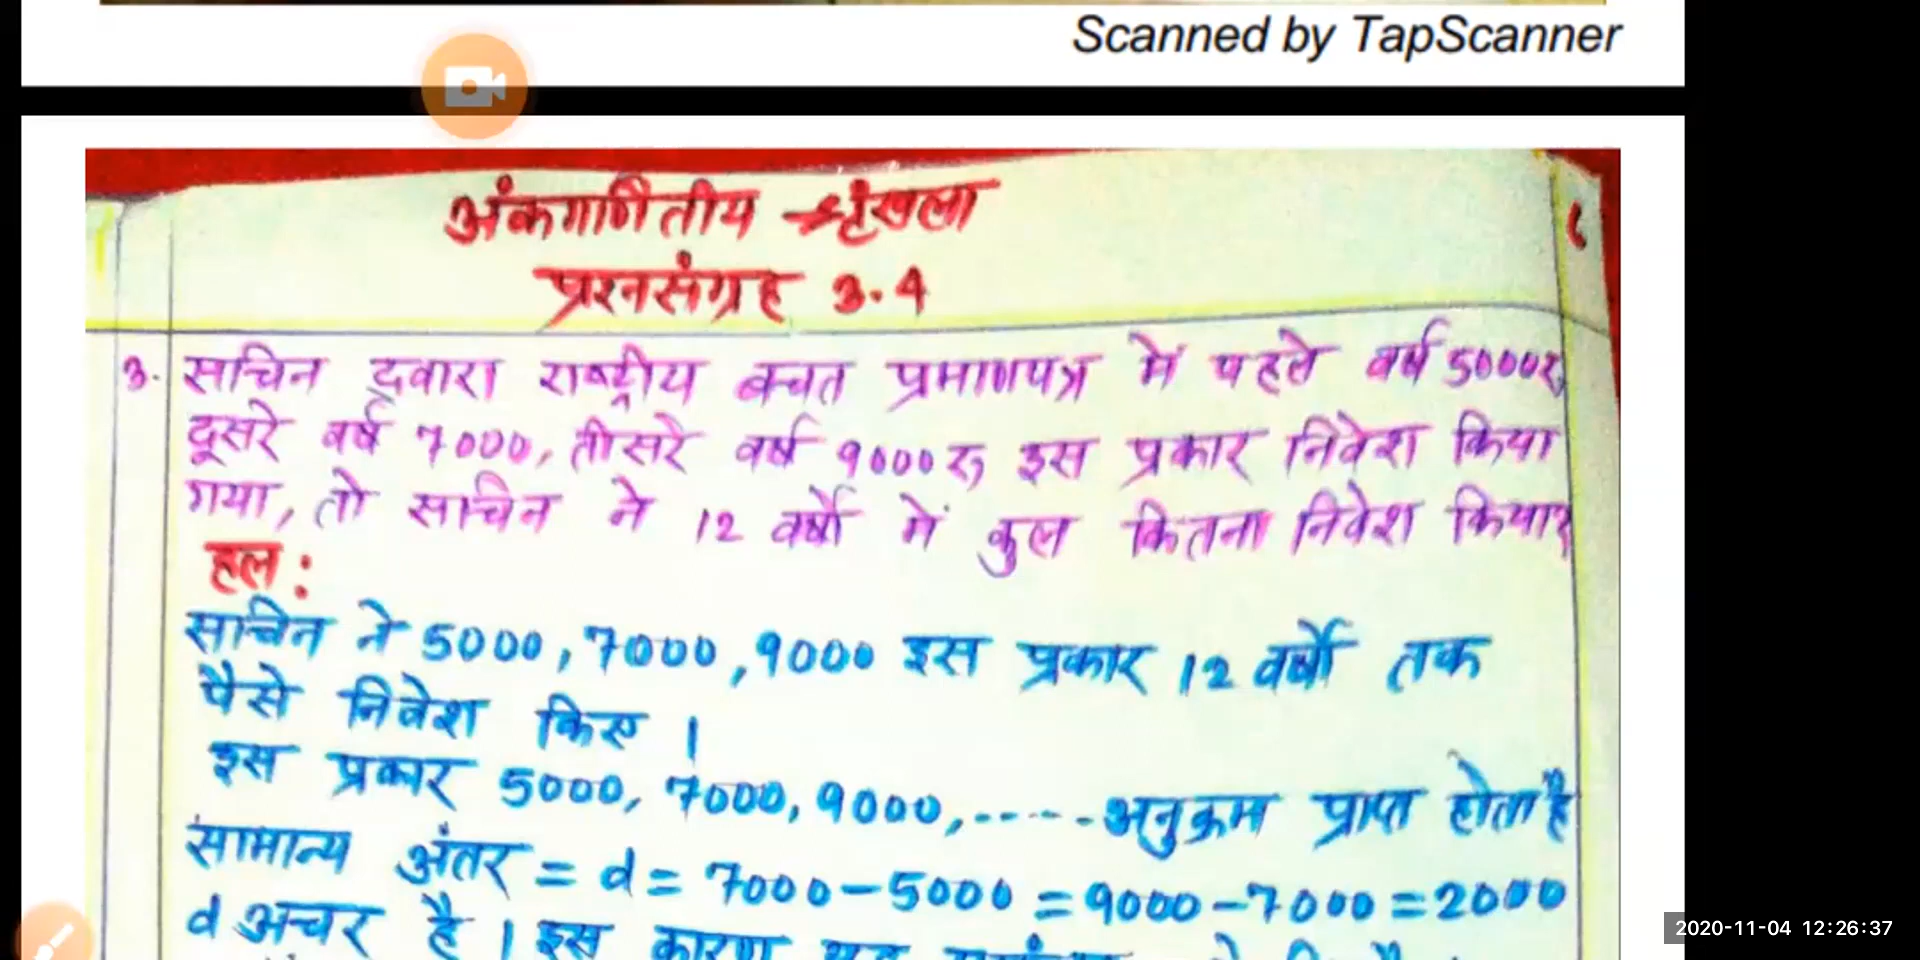 Scanned by TapScanner
अंकगणितीय श्रृंखला
प्रश्नसंग्रह 3.4
3. सचिन द्वारा राष्ट्रीय बचत प्रमाणपत्र में पहले वर्ष 5000रु
दूसरे वर्ष 7000, तीसरे वर्ष 9000रु इस प्रकार निवेश किया
गया, तो सचिन ने 12 वर्षो में कुल कितना निवेश किया?
हल :
सचिन ने 5000, 7000, 9000 इस प्रकार 12 वर्षो तक
पैसे निवेश किए ।
इस प्रकार 5000, 7000, 9000, ..... अनुक्रम प्राप्त होता है
सामान्य अंतर = d = 7000-5000 = 9000-7000 = 2000
d अचर है । इस कारण
2020-11-04 12:26:37